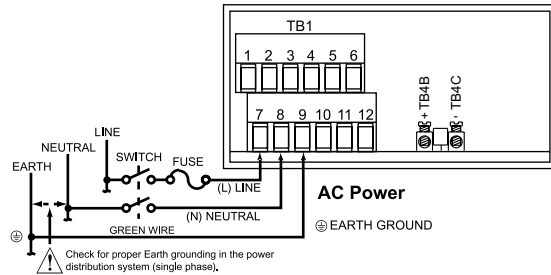 TB1
1 2 3 4 5 6
7 8 9 10 11 12
+ TB4B
- TB4C
LINE
NEUTRAL
EARTH
SWITCH
FUSE
(L) LINE
(N) NEUTRAL
GREEN WIRE
AC Power
EARTH GROUND
Check for proper Earth grounding in the power
distribution system (single phase).